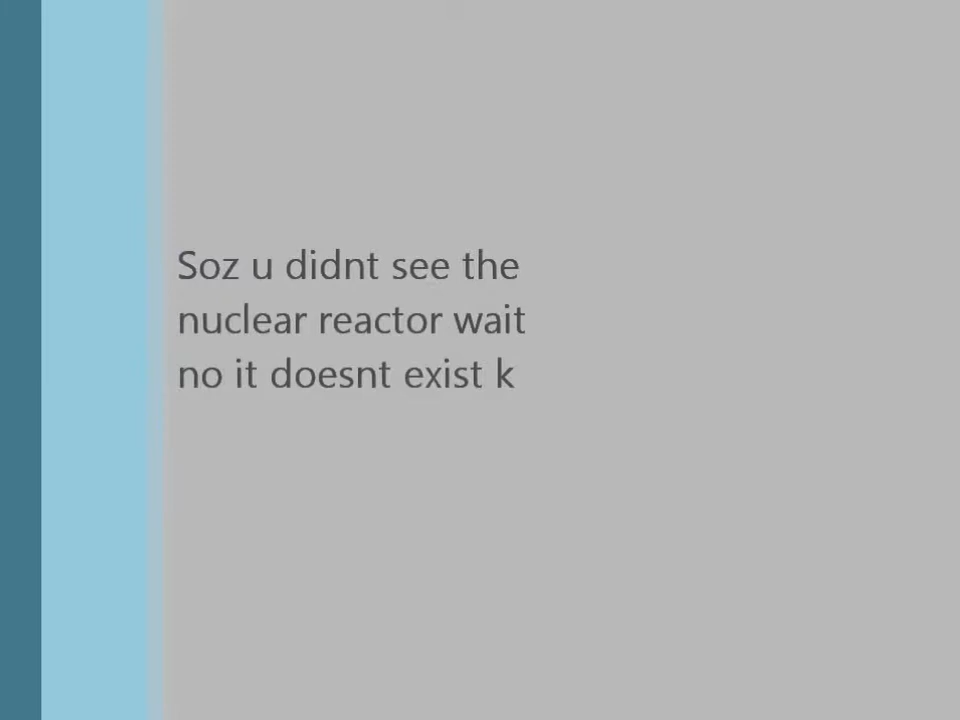 Soz u didnt see the
nuclear reactor wait
no it doesnt exist k